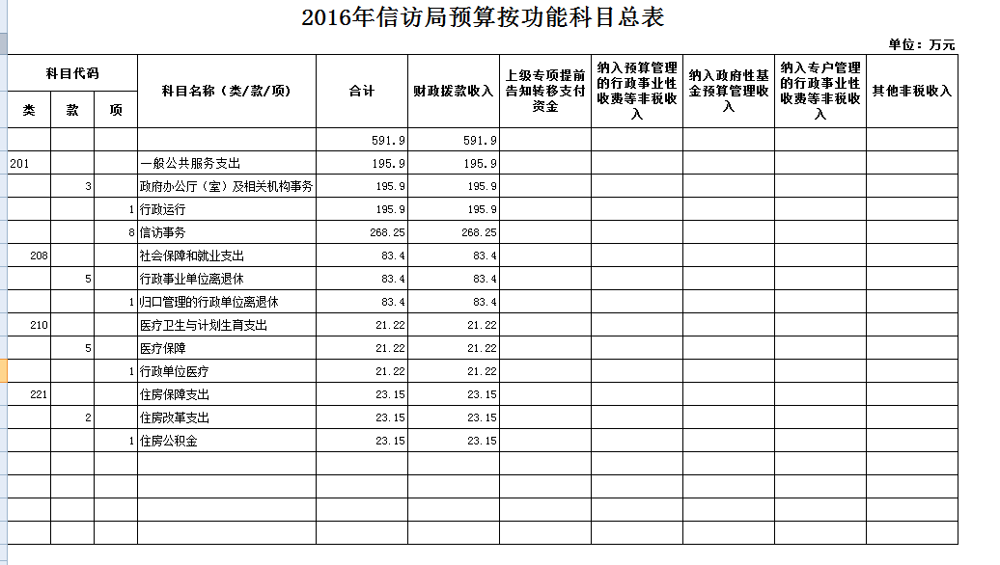 2016年信访局预算按功能科目总表
单位：万元
科目代码 科目名称（类/款/项） 合计 财政拨款收入 上级专项提前告知转移支付资金 纳入预算管理的行政事业性收费等非税收入 纳入政府性基金预算管理收入 纳入专户管理的行政事业性收费等非税收入 其他非税收入
类 款 项
591.9 591.9
201 一般公共服务支出 195.9 195.9
3 政府办公厅（室）及相关机构事务 195.9 195.9
1 行政运行 195.9 195.9
8 信访事务 268.25 268.25
208 社会保障和就业支出 83.4 83.4
5 行政事业单位离退休 83.4 83.4
1 归口管理的行政单位离退休 83.4 83.4
210 医疗卫生与计划生育支出 21.22 21.22
5 医疗保障 21.22 21.22
1 行政单位医疗 21.22 21.22
221 住房保障支出 23.15 23.15
2 住房改革支出 23.15 23.15
1 住房公积金 23.15 23.15